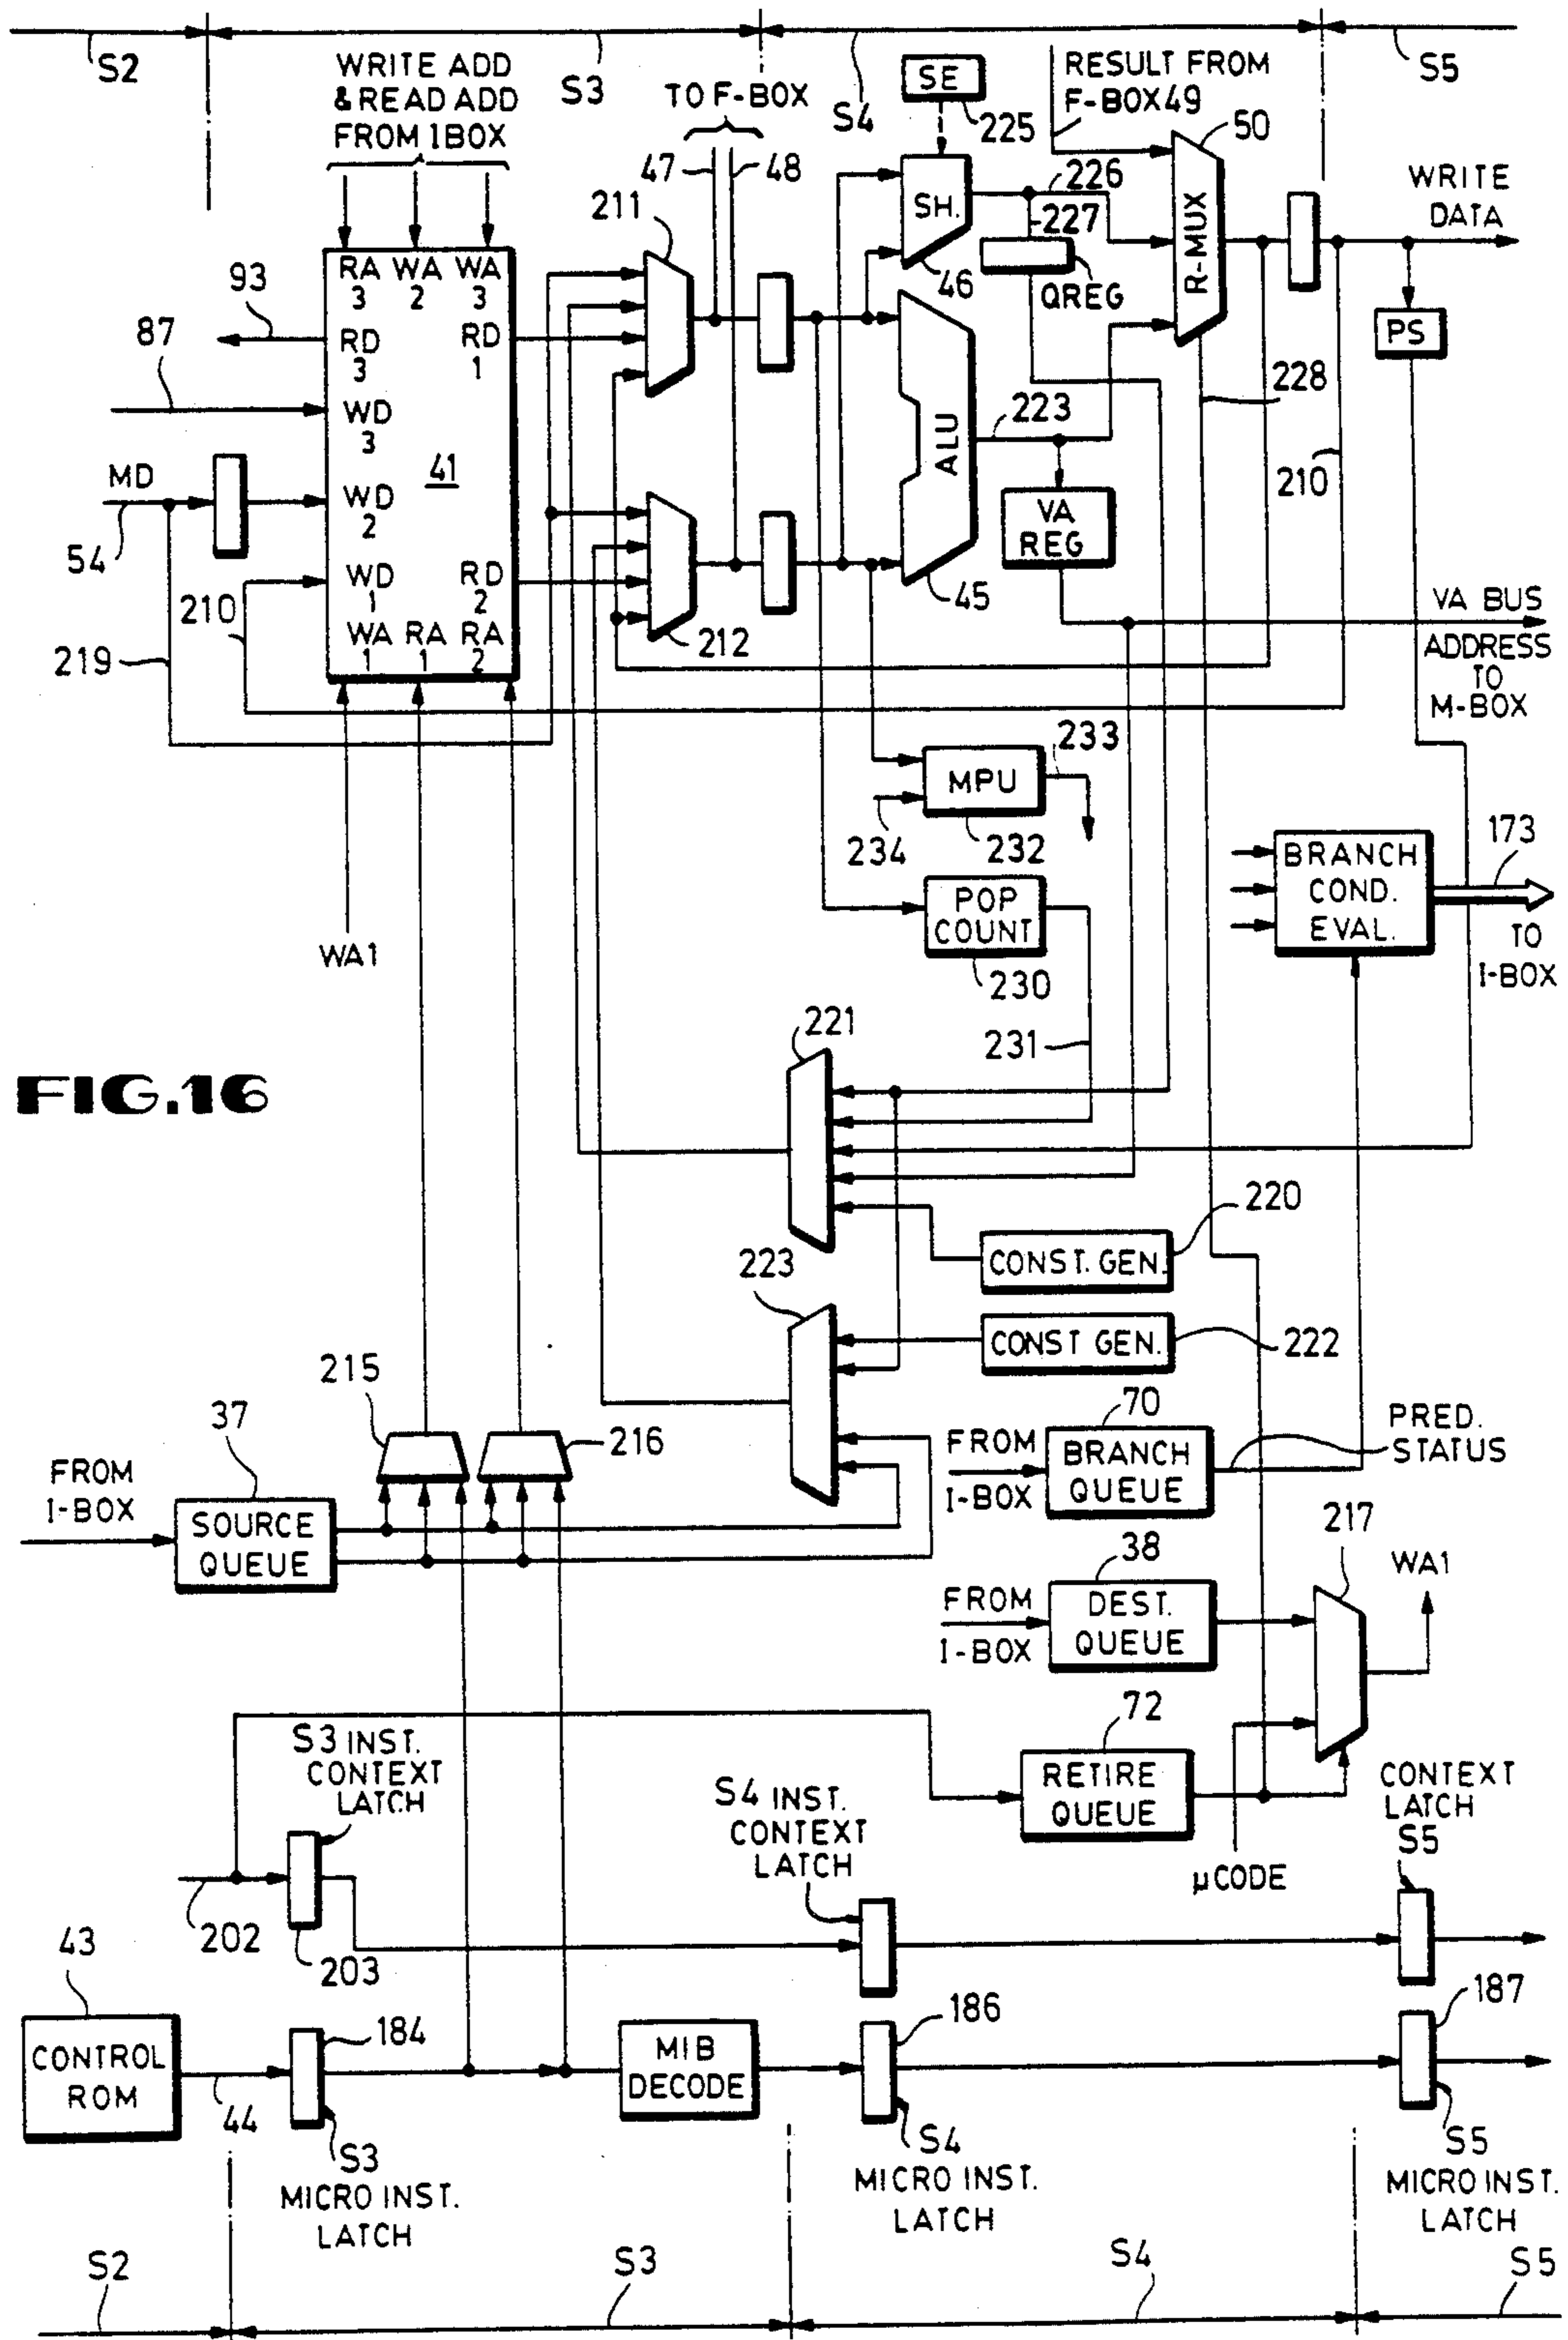 S2
S3
S4
S5
WRITE ADD
& READ ADD
FROM IBOX
TO F-BOX
47
48
SE
225
RESULT FROM
F-BOX 49
50
211
SH.
46
226
227
QREG
R-MUX
WRITE
DATA
PS
93
87
RA WA WA
3 2 3
RD RD
3 1
WD
3
41
WD
2
WD RD
1 2
WA RA RA
1 1 2
MD
54
210
219
212
ALU
45
223
VA
REG
228
210
VA BUS
ADDRESS
TO
M-BOX
MPU
233
234
232
POP
COUNT
230
231
BRANCH
COND.
EVAL.
173
TO
I-BOX
WA1
FIG.16
221
220
CONST. GEN.
223
CONST GEN.
222
215
216
37
FROM
I-BOX
SOURCE
QUEUE
70
FROM
I-BOX
BRANCH
QUEUE
PRED.
STATUS
38
FROM
I-BOX
DEST.
QUEUE
217
WA1
72
RETIRE
QUEUE
μCODE
S3 INST.
CONTEXT
LATCH
S4 INST.
CONTEXT
LATCH
CONTEXT
LATCH
S5
202
203
43
CONTROL
ROM
44
184
S3
MICRO INST.
LATCH
MIB
DECODE
186
S4
MICRO INST.
LATCH
187
S5
MICRO INST.
LATCH
S2
S3
S4
S5